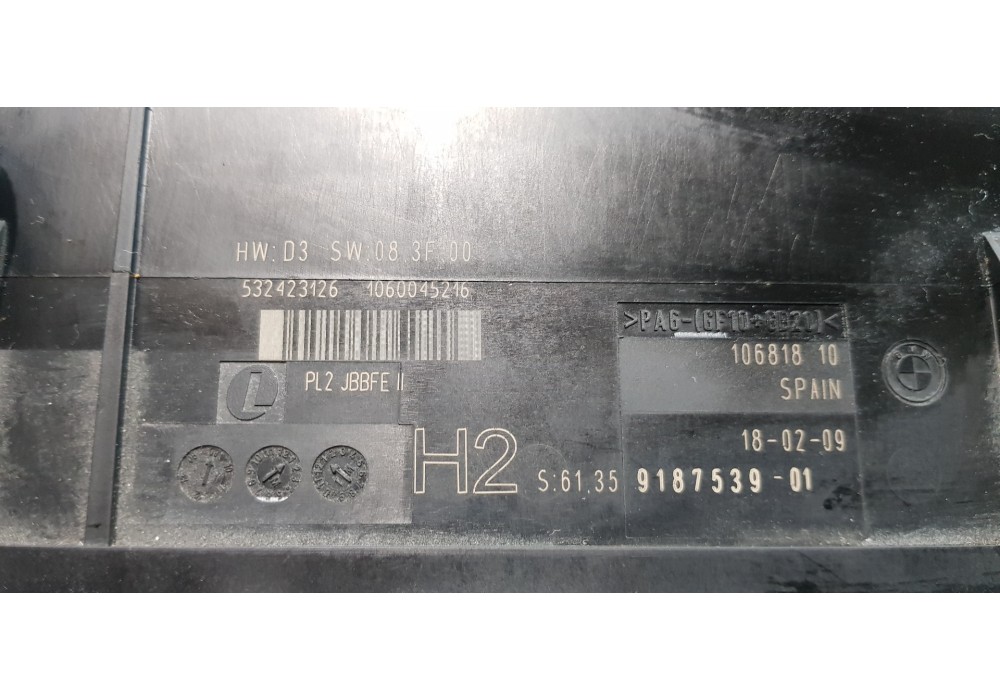 HW:D3 SW:08.3F.00
532423126 1060045216
>PA6-(GF10+GB20)<
106818 10
SPAIN
PL2 JBBFE II
L
18-02-09
H2 S:61.35 9187539-01
BMW